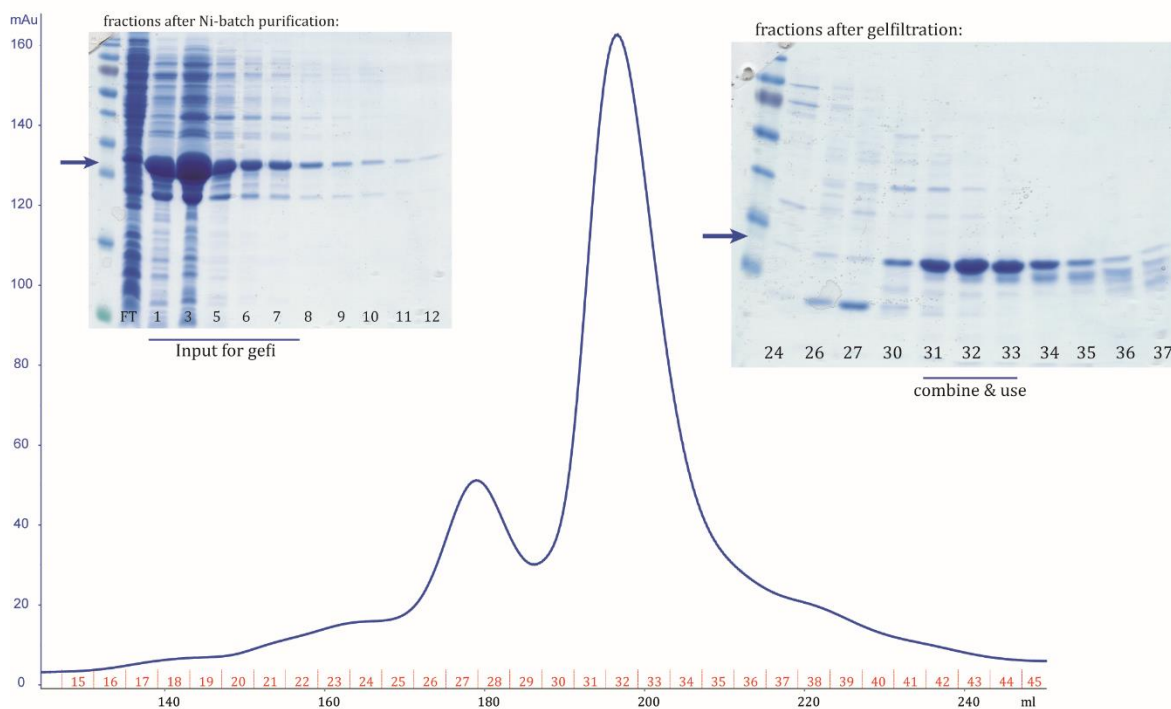 mAu
fractions after Ni-batch purification:
FT 1 3 5 6 7 8 9 10 11 12
Input for gefi
fractions after gelfiltration:
24 26 27 30 31 32 33 34 35 36 37
combine & use
160
140
120
100
80
60
40
20
0
15 16 17 18 19 20 21 22 23 24 25 26 27 28 29 30 31 32 33 34 35 36 37 38 39 40 41 42 43 44 45
140 160 180 200 220 240 ml